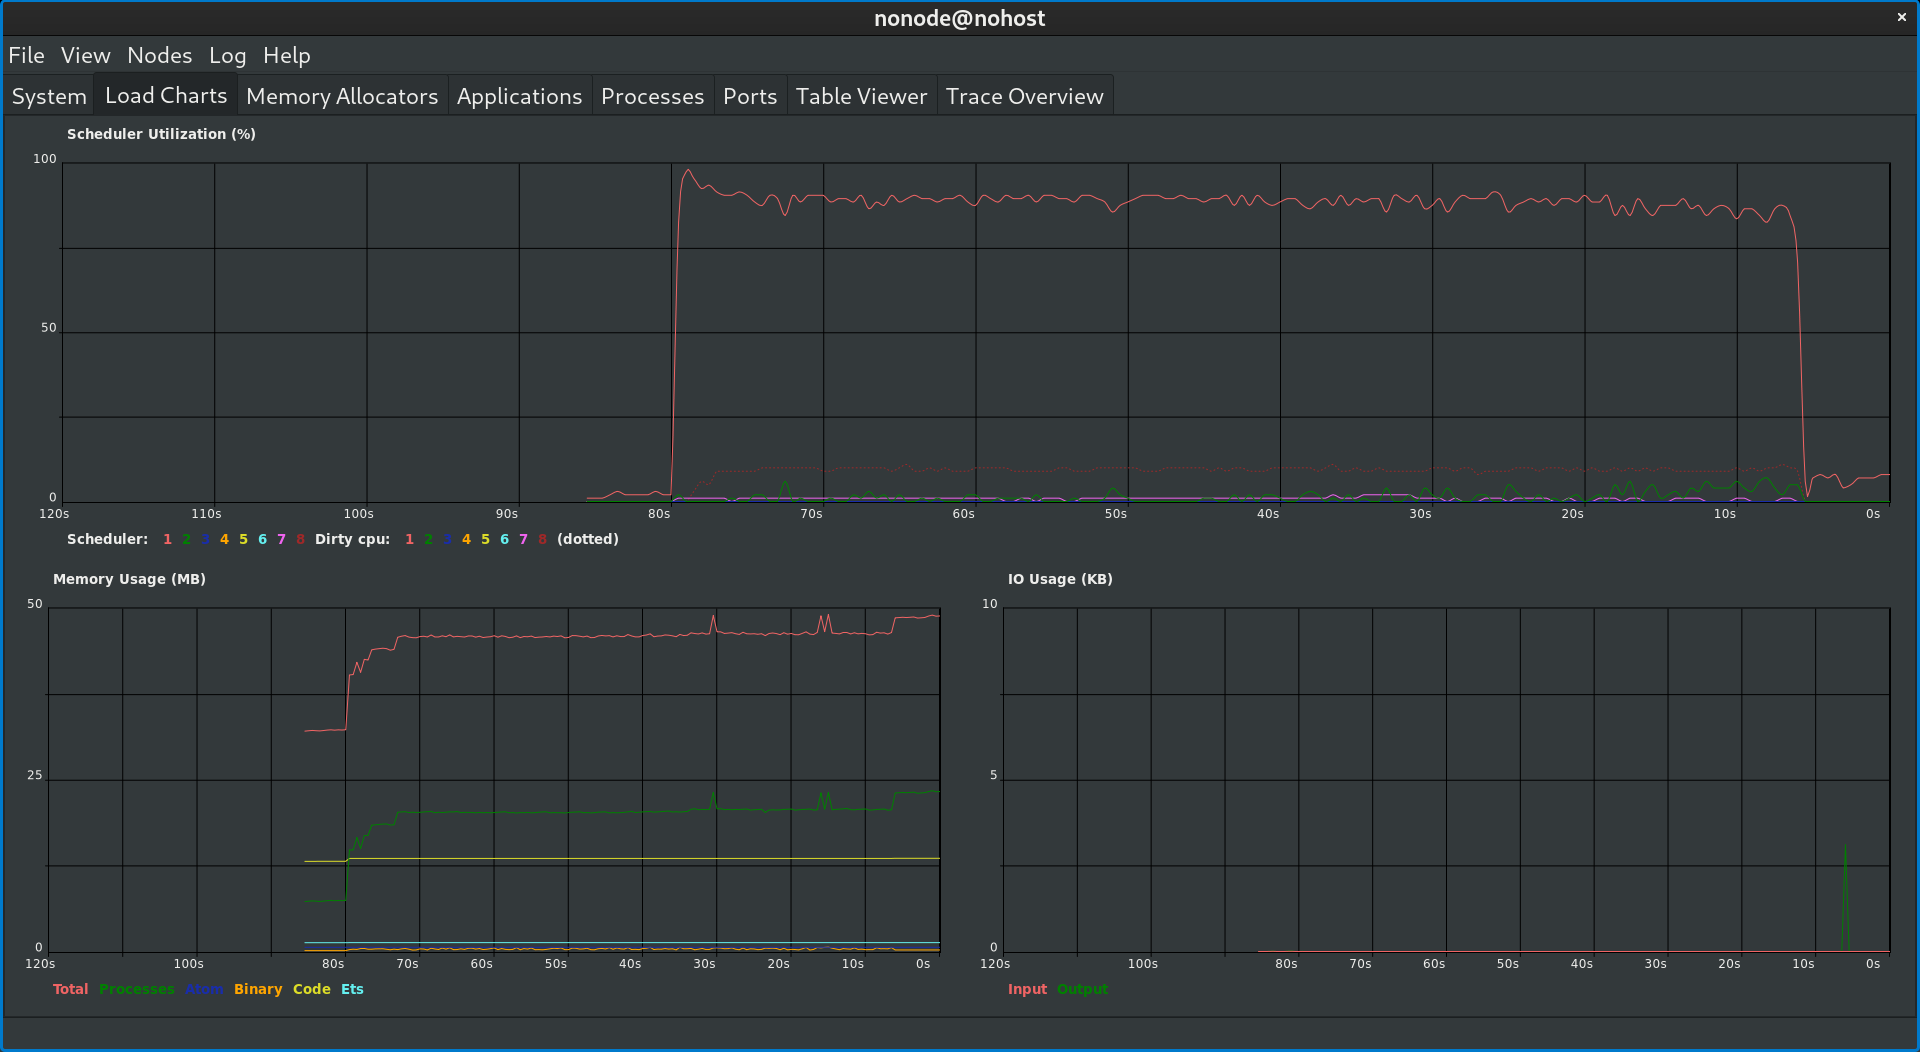 nonode@nohost ×
File View Nodes Log Help
System Load Charts Memory Allocators Applications Processes Ports Table Viewer Trace Overview
Scheduler Utilization (%)
100
50
0
120s 110s 100s 90s 80s 70s 60s 50s 40s 30s 20s 10s 0s
Scheduler: 1 2 3 4 5 6 7 8 Dirty cpu: 1 2 3 4 5 6 7 8 (dotted)
Memory Usage (MB)
50
25
0
120s 100s 80s 70s 60s 50s 40s 30s 20s 10s 0s
Total Processes Atom Binary Code Ets
IO Usage (KB)
10
5
0
120s 100s 80s 70s 60s 50s 40s 30s 20s 10s 0s
Input Output